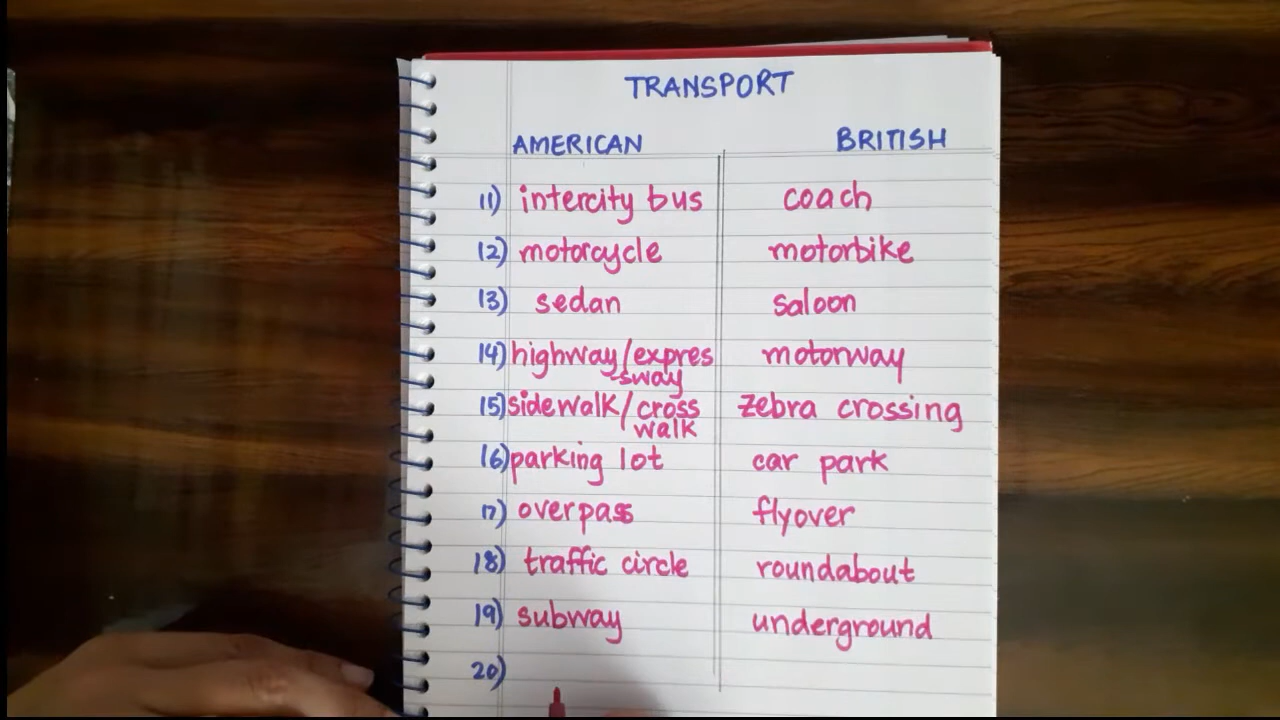 TRANSPORT
AMERICAN BRITISH
11) intercity bus coach
12) motorcycle motorbike
13) sedan saloon
14) highway/expres motorway
-sway
15) sidewalk/cross zebra crossing
walk
16) parking lot car park
17) overpass flyover
18) traffic circle roundabout
19) subway underground
20)